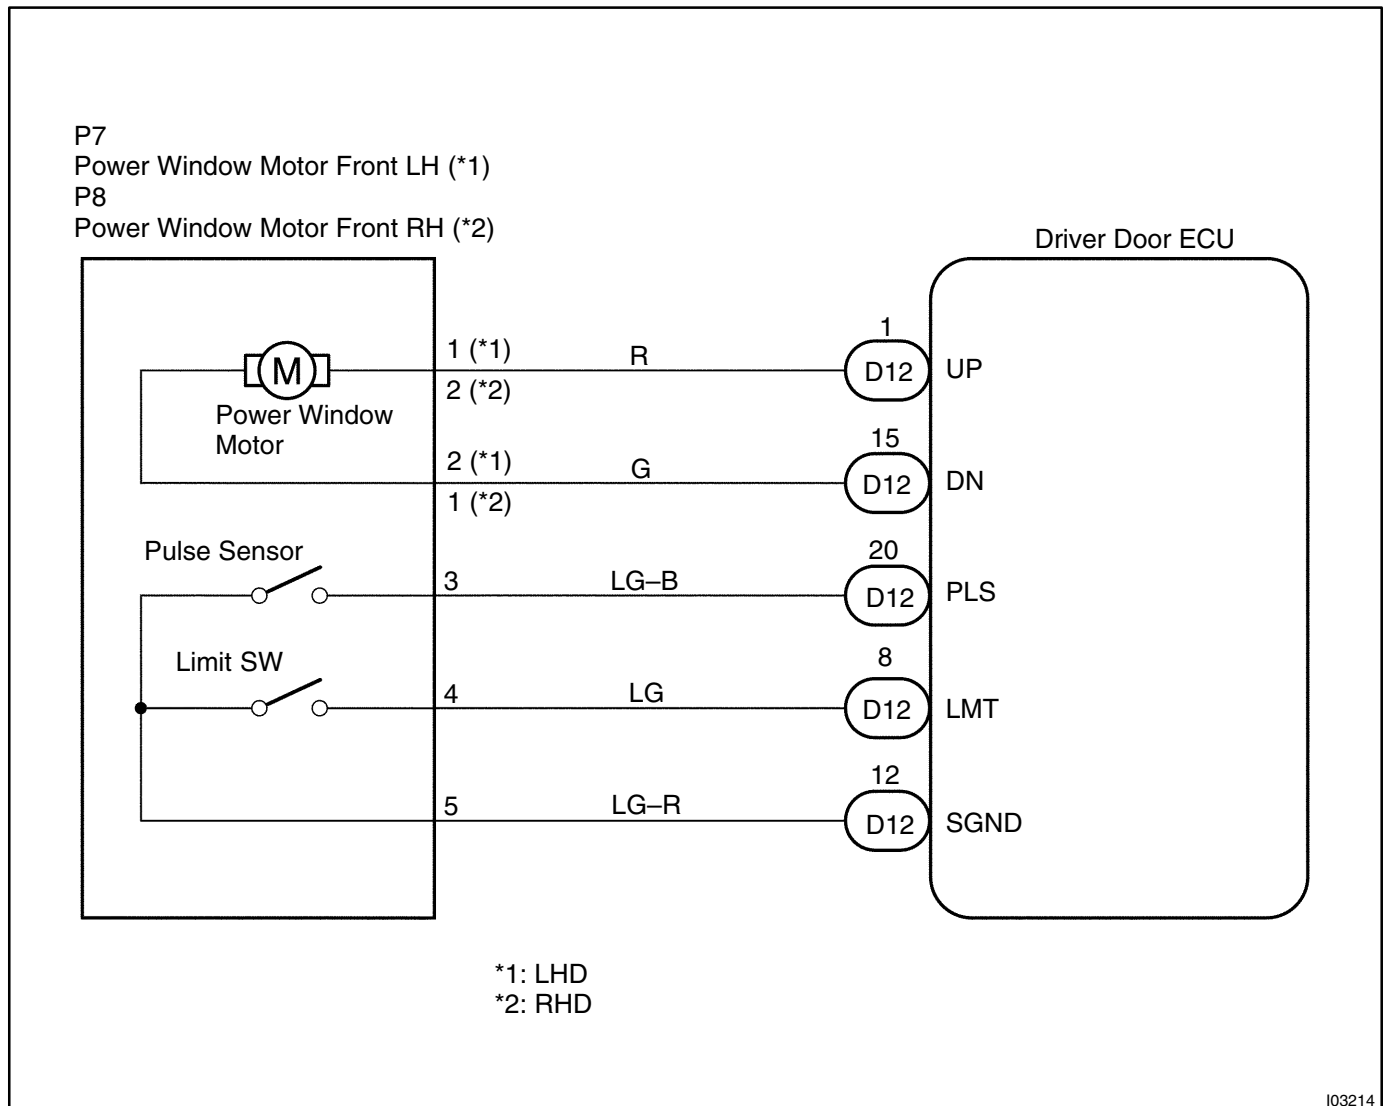 P7
Power Window Motor Front LH (*1)
P8
Power Window Motor Front RH (*2)
Driver Door ECU
M
Power Window
Motor
1 (*1)
2 (*2)
R
1
D12
UP
2 (*1)
1 (*2)
G
15
D12
DN
Pulse Sensor
3
LG–B
20
D12
PLS
Limit SW
4
LG
8
D12
LMT
5
LG–R
12
D12
SGND
*1: LHD
*2: RHD
I03214